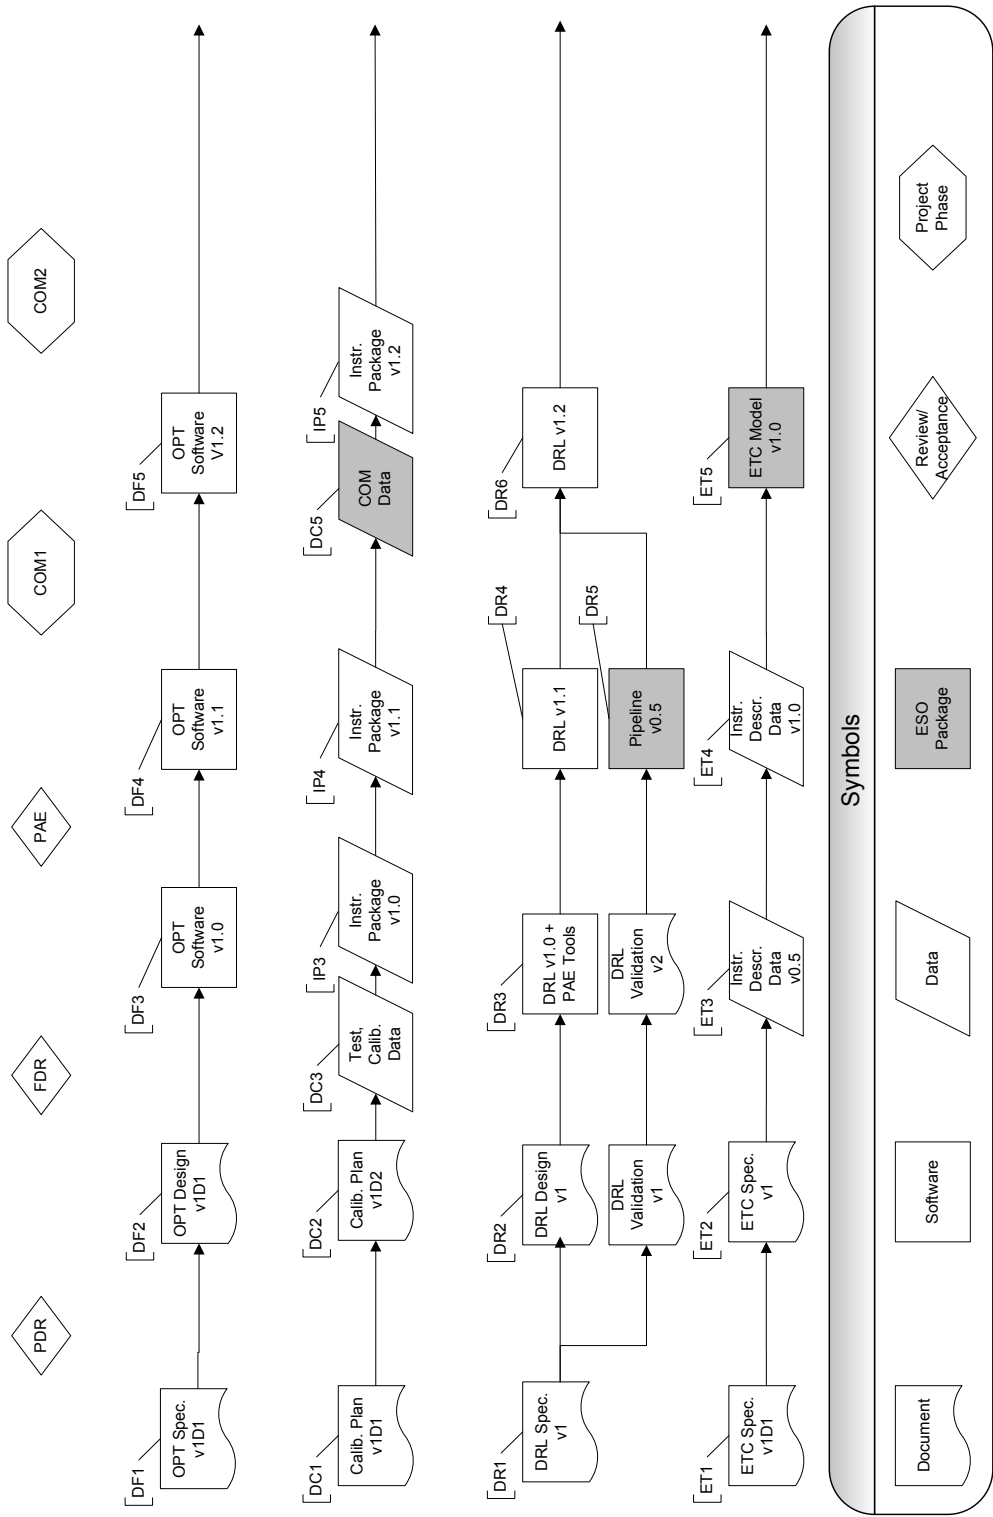 PDR
FDR
PAE
COM1
COM2
DF1
OPT Spec.
v1D1
DF2
OPT Design
v1D1
DF3
OPT
Software
v1.0
DF4
OPT
Software
v1.1
DF5
OPT
Software
V1.2
DC1
Calib. Plan
v1D1
DC2
Calib. Plan
v1D2
DC3
Test,
Calib.
Data
IP3
Instr.
Package
v1.0
IP4
Instr.
Package
v1.1
DC5
COM
Data
IP5
Instr.
Package
v1.2
DR1
DRL Spec.
v1
DR2
DRL Design
v1
DRL
Validation
v1
DR3
DRL v1.0 +
PAE Tools
DRL
Validation
v2
DR4
DRL v1.1
DR5
Pipeline
v0.5
DR6
DRL v1.2
ET1
ETC Spec.
v1D1
ET2
ETC Spec.
v1
ET3
Instr.
Descr.
Data
v0.5
ET4
Instr.
Descr.
Data
v1.0
ET5
ETC Model
v1.0
Symbols
Document
Software
Data
ESO
Package
Review/
Acceptance
Project
Phase